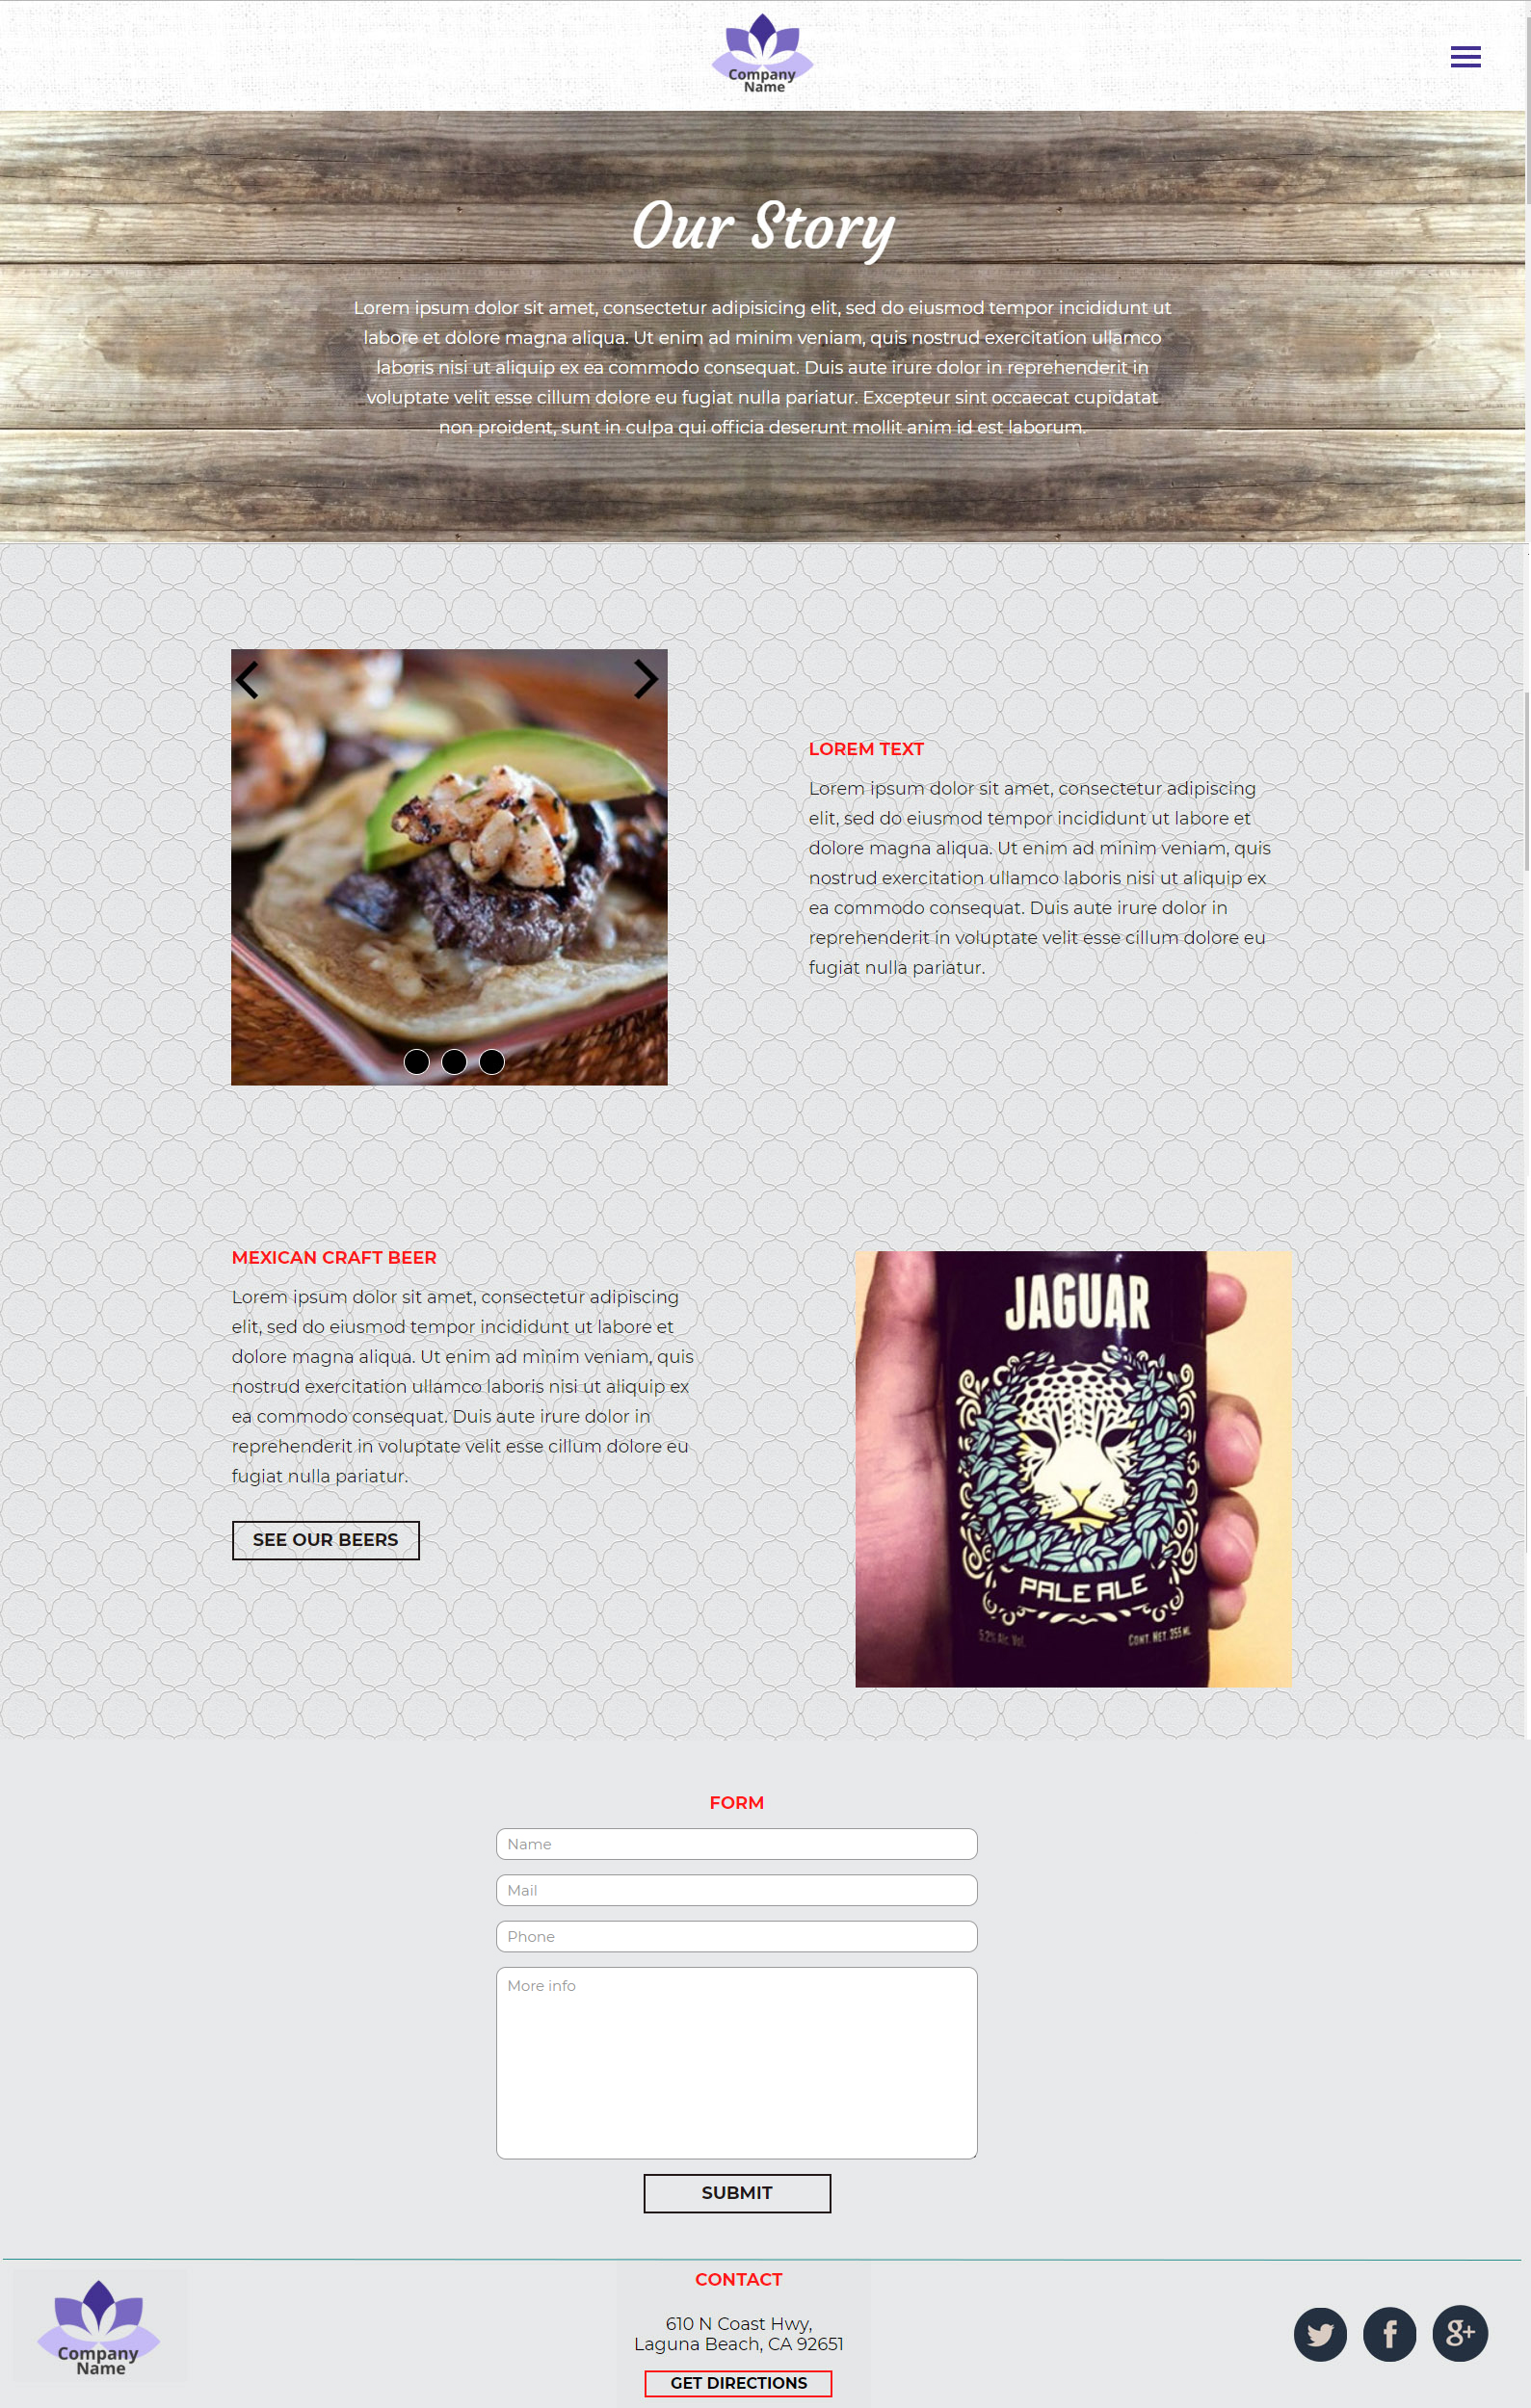 Company
Name
Our Story
Lorem ipsum dolor sit amet, consectetur adipisicing elit, sed do eiusmod tempor incididunt ut
labore et dolore magna aliqua. Ut enim ad minim veniam, quis nostrud exercitation ullamco
laboris nisi ut aliquip ex ea commodo consequat. Duis aute irure dolor in reprehenderit in
voluptate velit esse cillum dolore eu fugiat nulla pariatur. Excepteur sint occaecat cupidatat
non proident, sunt in culpa qui officia deserunt mollit anim id est laborum.
LOREM TEXT
Lorem ipsum dolor sit amet, consectetur adipiscing
elit, sed do eiusmod tempor incididunt ut labore et
dolore magna aliqua. Ut enim ad minim veniam, quis
nostrud exercitation ullamco laboris nisi ut aliquip ex
ea commodo consequat. Duis aute irure dolor in
reprehenderit in voluptate velit esse cillum dolore eu
fugiat nulla pariatur.
MEXICAN CRAFT BEER
Lorem ipsum dolor sit amet, consectetur adipiscing
elit, sed do eiusmod tempor incididunt ut labore et
dolore magna aliqua. Ut enim ad minim veniam, quis
nostrud exercitation ullamco laboris nisi ut aliquip ex
ea commodo consequat. Duis aute irure dolor in
reprehenderit in voluptate velit esse cillum dolore eu
fugiat nulla pariatur.
SEE OUR BEERS
JAGUAR
PALE ALE
5.2% Alc. Vol.
CONT. NET. 355 ML
FORM
Name
Mail
Phone
More info
SUBMIT
Company
Name
CONTACT
610 N Coast Hwy,
Laguna Beach, CA 92651
GET DIRECTIONS
f
g+